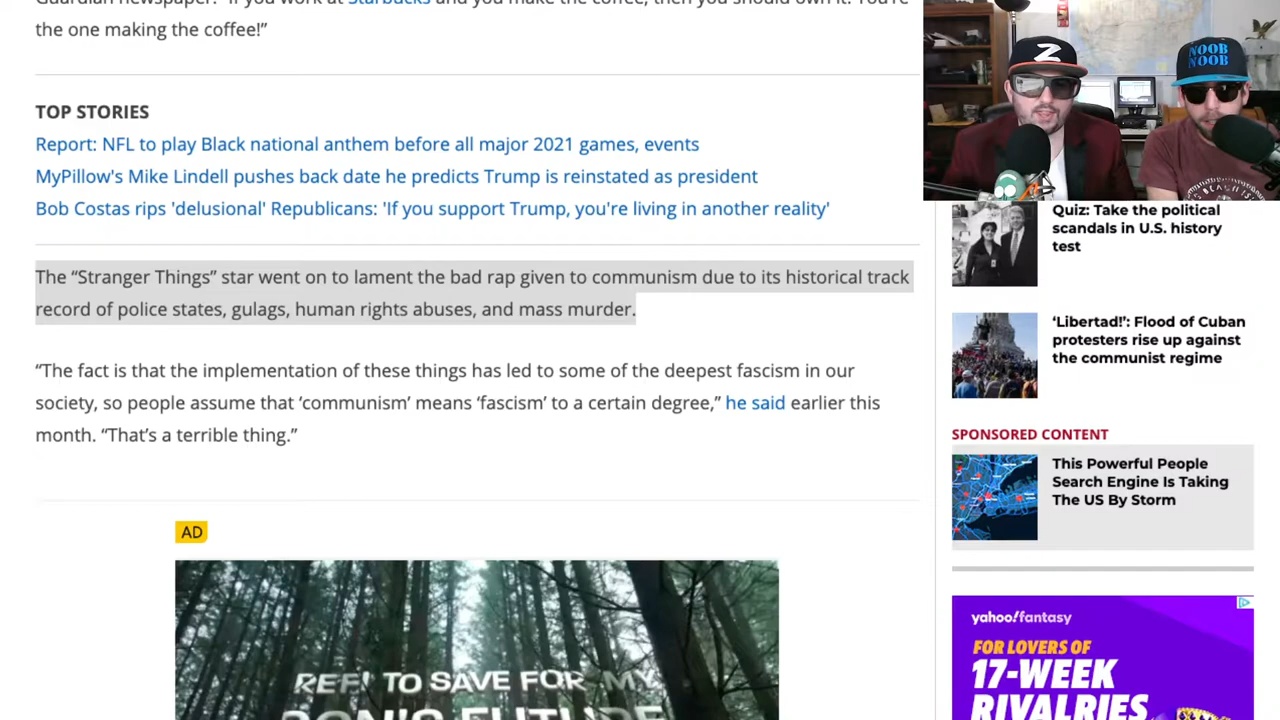 Guardian newspaper. "If you work at Starbucks and you make the coffee, then you should own it. You're
the one making the coffee!”
TOP STORIES
Report: NFL to play Black national anthem before all major 2021 games, events
MyPillow's Mike Lindell pushes back date he predicts Trump is reinstated as president
Bob Costas rips 'delusional' Republicans: 'If you support Trump, you're living in another reality'
The “Stranger Things” star went on to lament the bad rap given to communism due to its historical track
record of police states, gulags, human rights abuses, and mass murder.
“The fact is that the implementation of these things has led to some of the deepest fascism in our
society, so people assume that ‘communism’ means ‘fascism’ to a certain degree,” he said earlier this
month. “That’s a terrible thing.”
AD
TO SAVE FOR MY
FUTURE
Z
NOOB
NOOB
Quiz: Take the political
scandals in U.S. history
test
‘Libertad!’: Flood of Cuban
protesters rise up against
the communist regime
SPONSORED CONTENT
This Powerful People
Search Engine Is Taking
The US By Storm
yahoo!fantasy
FOR LOVERS OF
17-WEEK
RIVALRIES